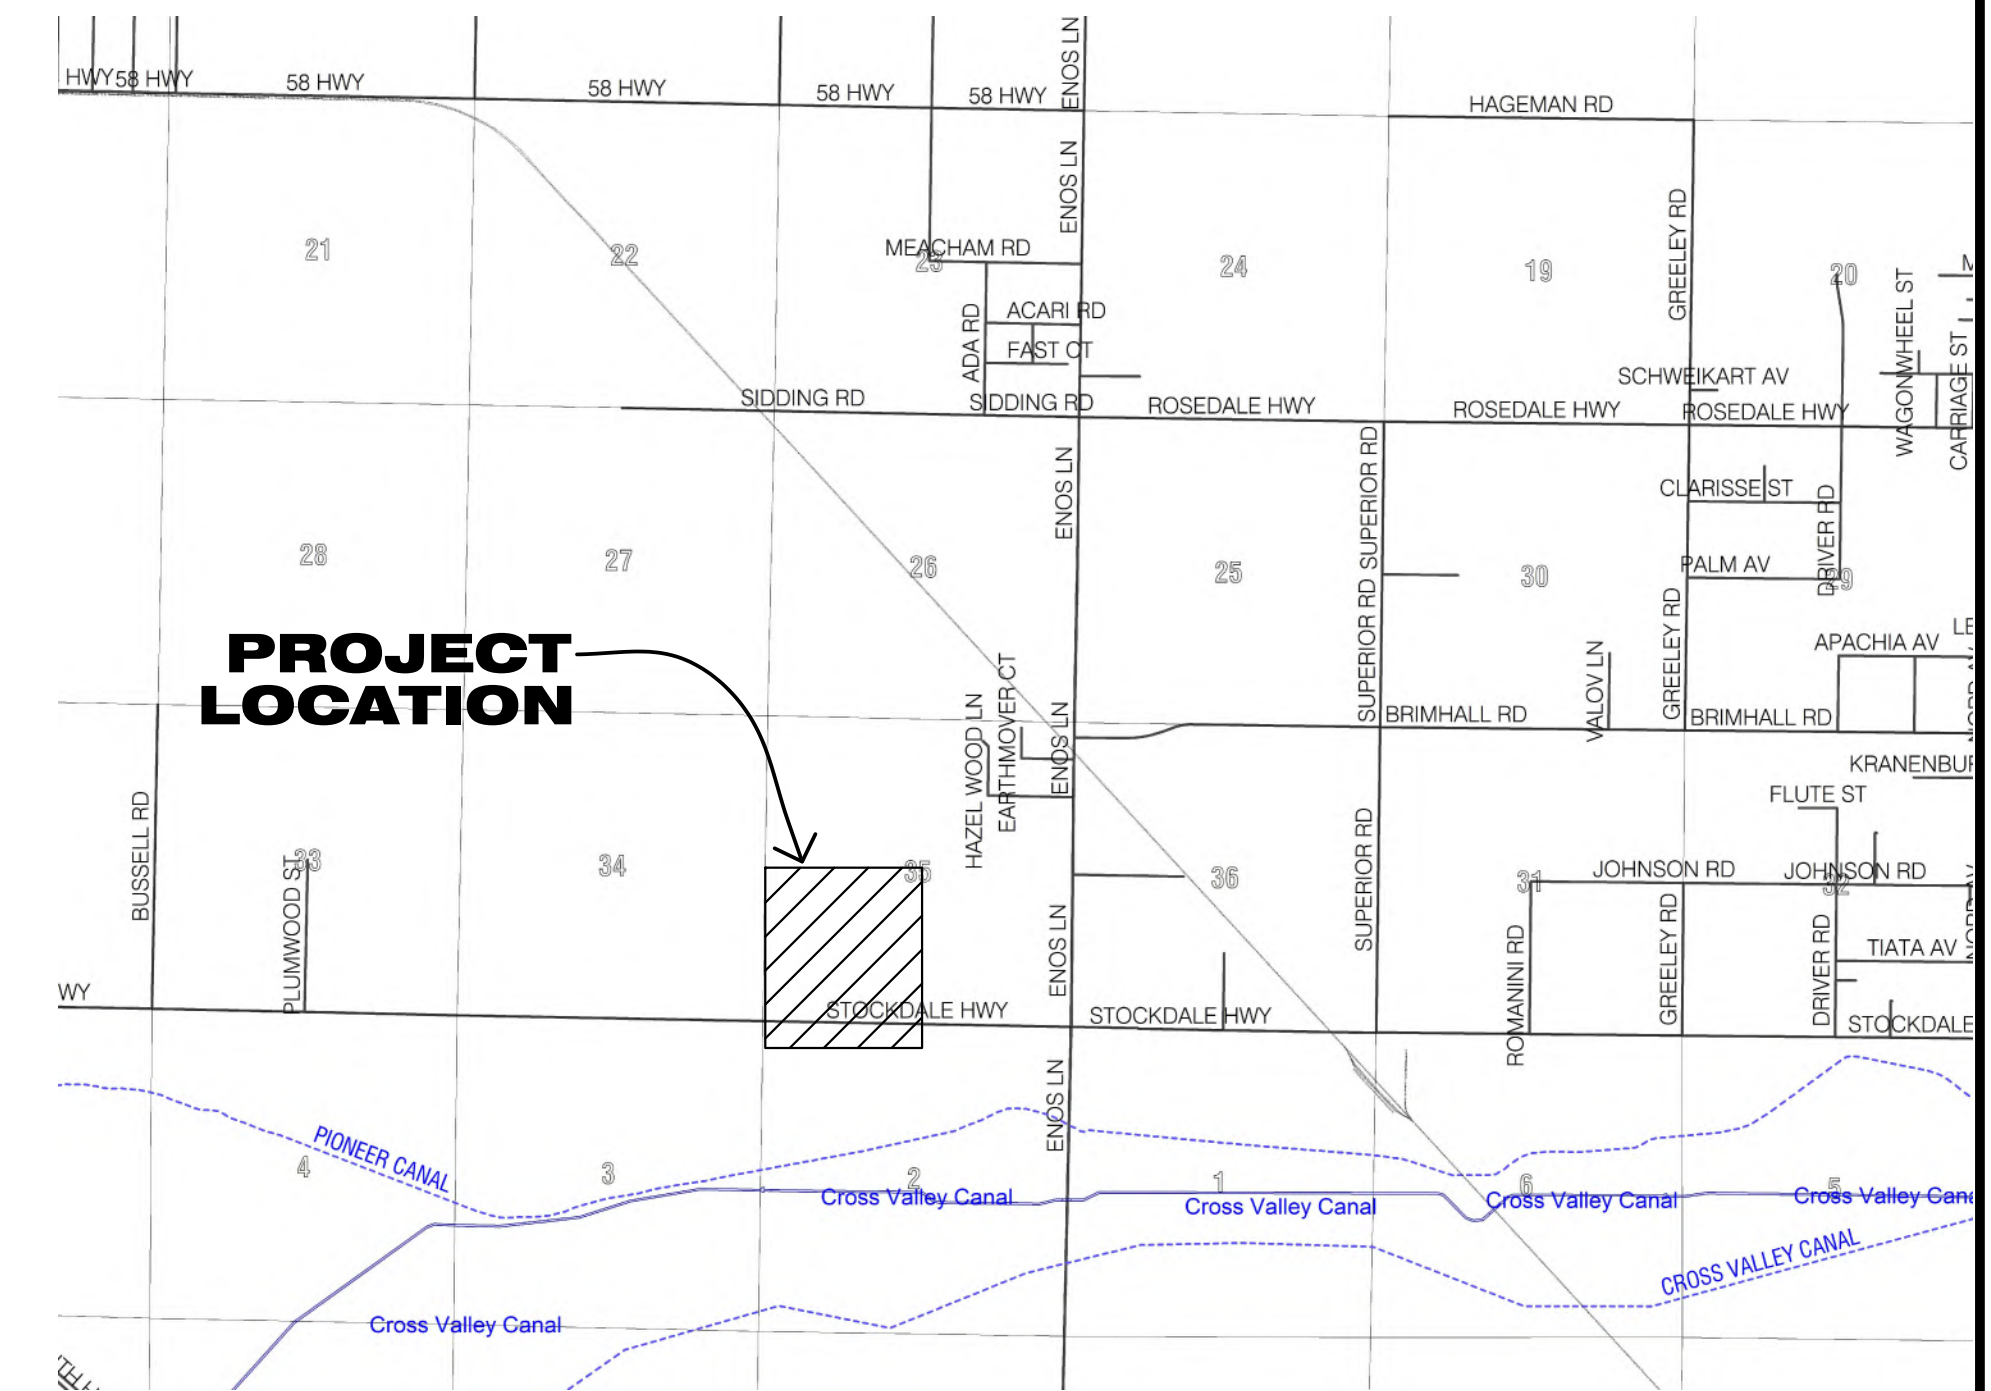 ENOS LN
HWY
58 HWY
58 HWY
58 HWY
58 HWY
58 HWY
HAGEMAN RD
ENOS LN
GREELEY RD
21
22
MEACHAM RD
23
24
19
20
WAGONWHEEL ST
ADA RD
ACARI RD
FAST CT
CARRIAGE ST
SCHWEIKART AV
SIDDING RD
SIDDING RD
ROSEDALE HWY
ROSEDALE HWY
ROSEDALE HWY
ENOS LN
SUPERIOR RD
CLARISSE ST
DRIVER RD
28
27
26
25
30
PALM AV
29
SUPERIOR RD
GREELEY RD
VALOV LN
APACHIA AV
PROJECT
LOCATION
HAZEL WOOD LN
EARTHMOVER CT
ENOS LN
BRIMHALL RD
BRIMHALL RD
KRANENBU
FLUTE ST
BUSSELL RD
PLUMWOOD ST
33
34
35
36
SUPERIOR RD
31
JOHNSON RD
JOHNSON RD
32
ENOS LN
ROMANINI RD
GREELEY RD
DRIVER RD
TIATA AV
WY
STOCKDALE HWY
STOCKDALE HWY
STOCKDALE
ENOS LN
PIONEER CANAL
4
3
2
1
6
5
Cross Valley Canal
Cross Valley Canal
Cross Valley Canal
Cross Valley Can
CROSS VALLEY CANAL
Cross Valley Canal